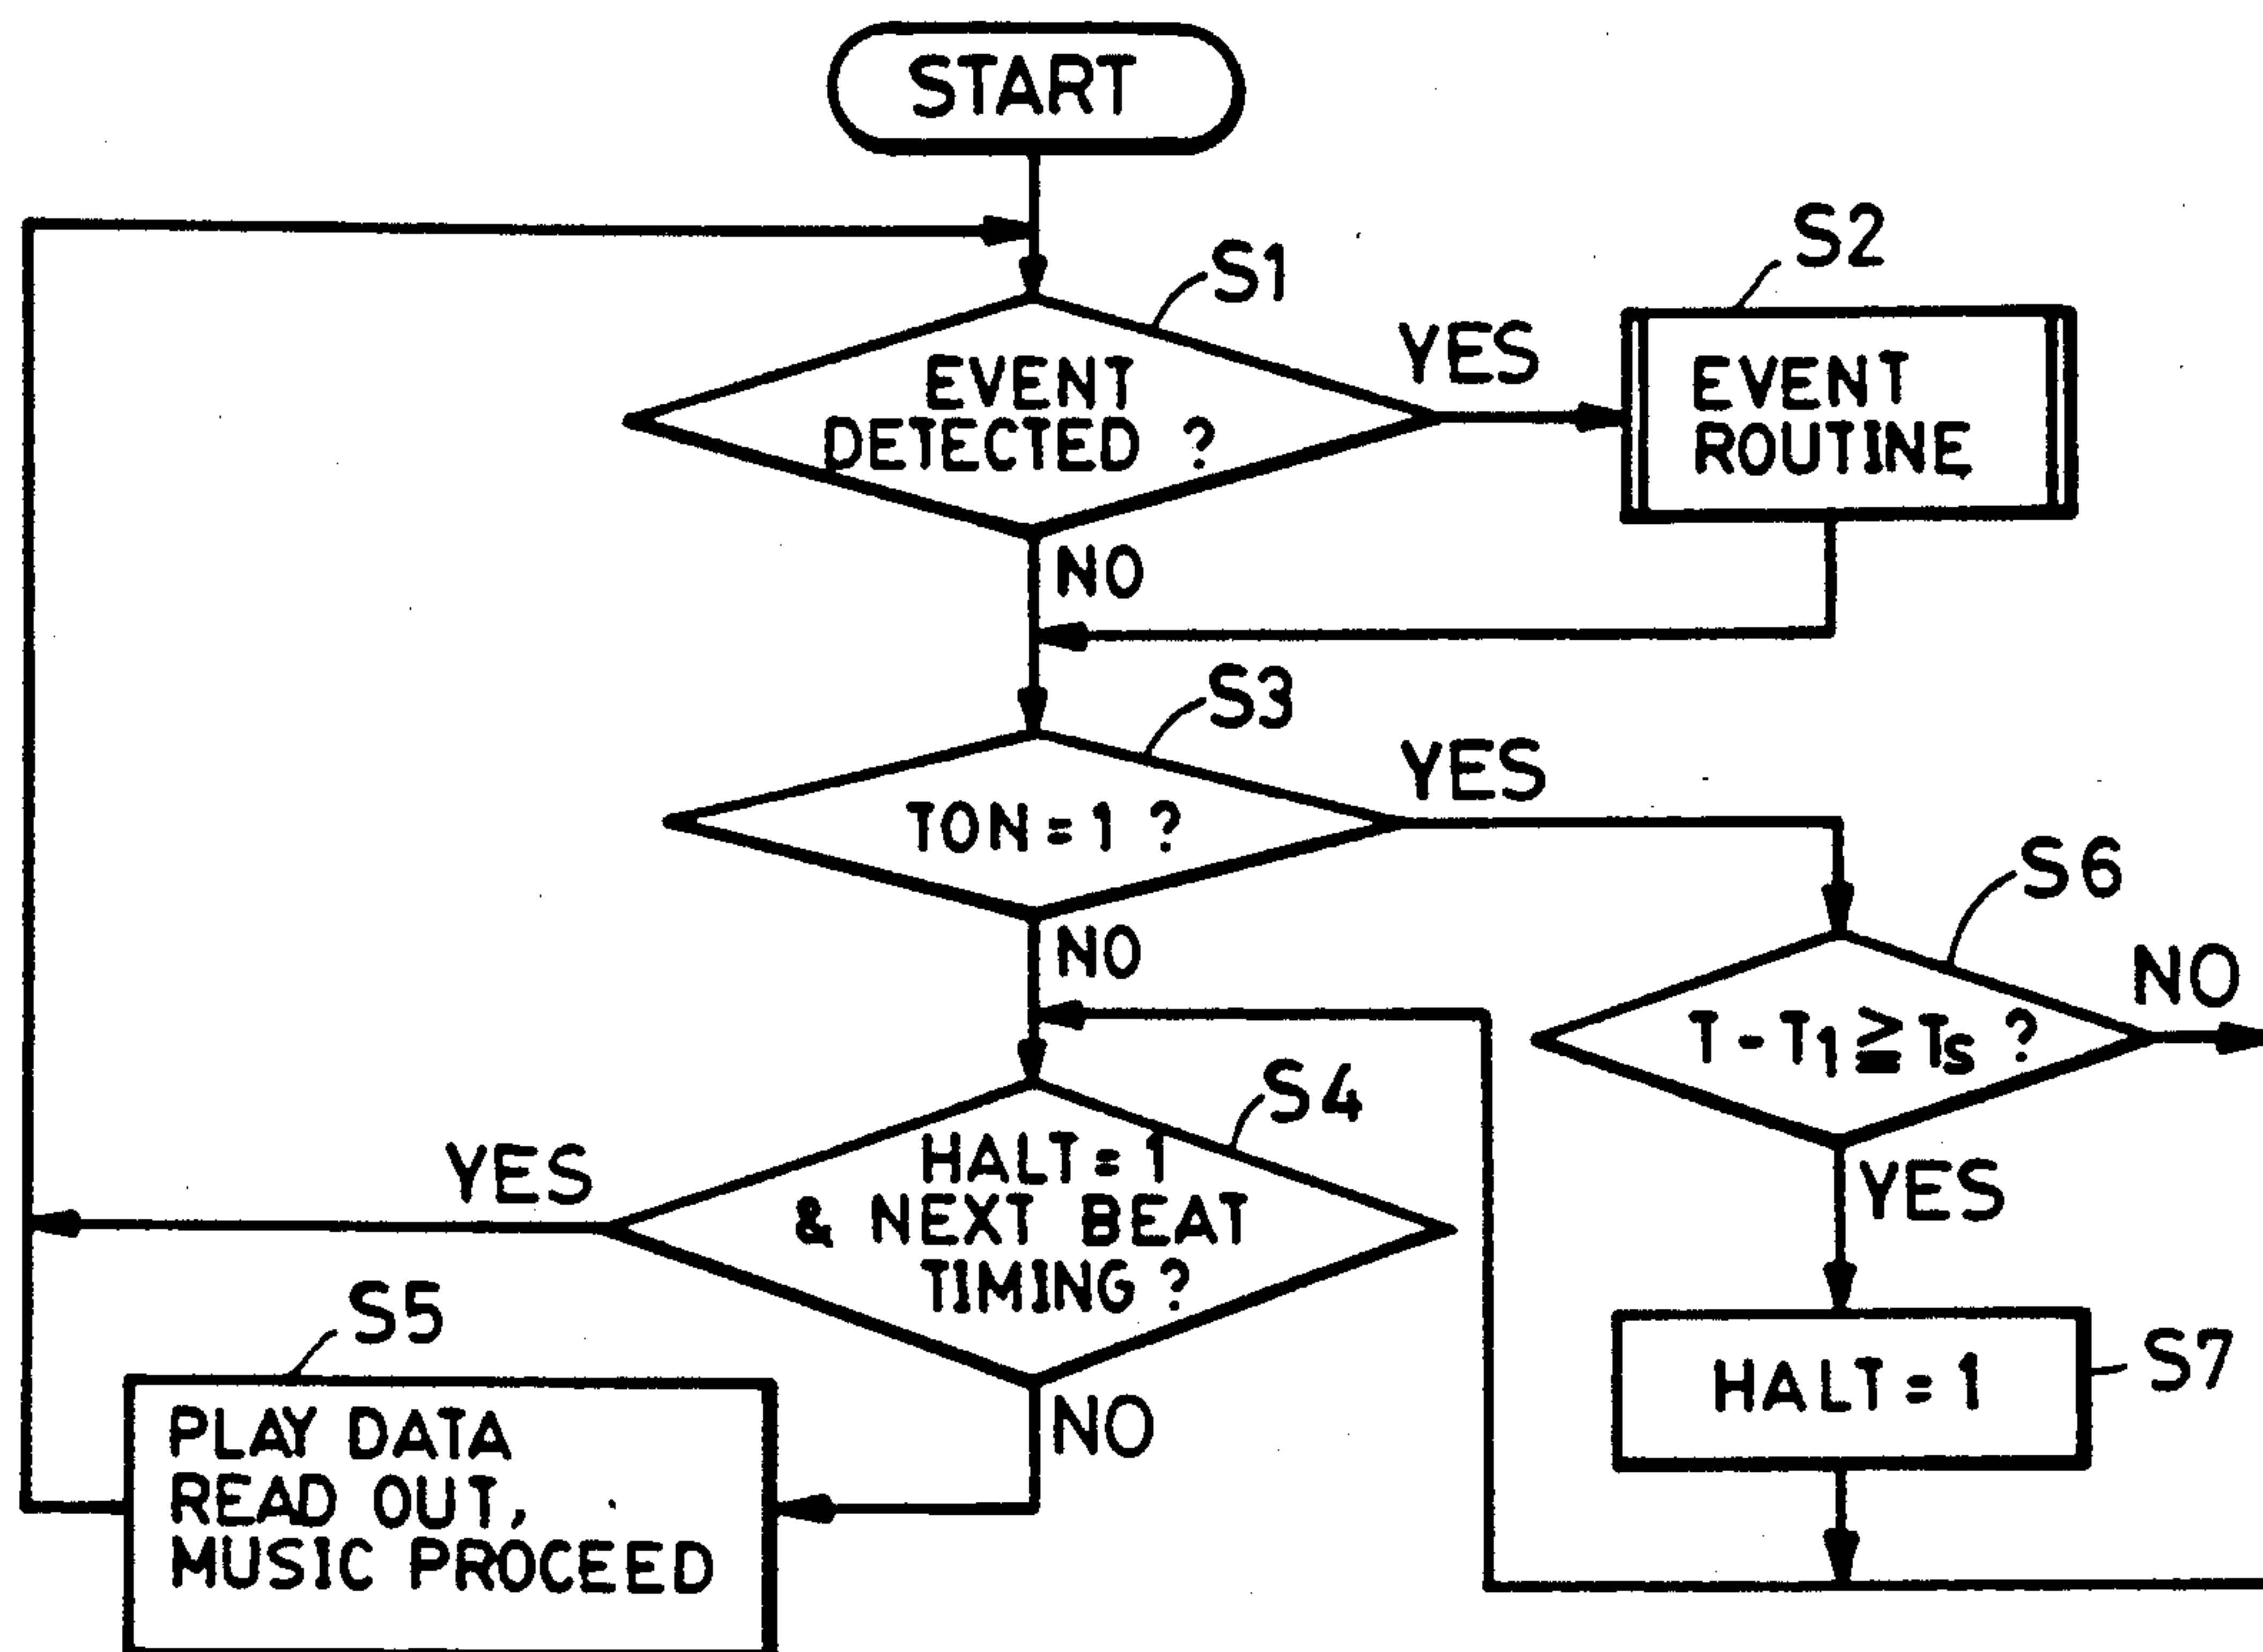 START
S1
S2
EVENT
DETECTED ?
YES
EVENT
ROUTINE
NO
S3
TON = 1 ?
YES
NO
S6
T - T1 ≧ Ts ?
NO
YES
S4
HALT = 1
& NEXT BEAT
TIMING ?
YES
NO
S5
PLAY DATA
READ OUT,
MUSIC PROCEED
HALT = 1
S7